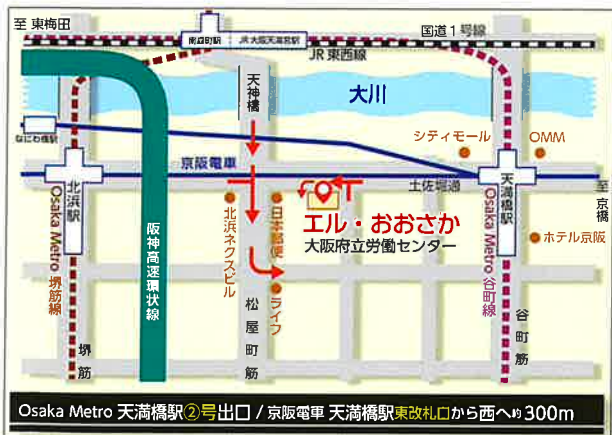 至 東梅田
国道1号線
南森町駅
JR大阪天満宮駅
JR東西線
天神橋
大川
なにわ橋駅
シティモール
OMM
京阪電車
土佐堀通
天満橋駅
至 京橋
北浜駅
Osaka Metro 堺筋線
阪神高速環状線
北浜ネクスビル
日本郵便
エル・おおさか
大阪府立労働センター
Osaka Metro 谷町線
ホテル京阪
ライフ
堺筋
松屋町筋
谷町筋
Osaka Metro 天満橋駅②号出口 / 京阪電車 天満橋駅東改札口から西へ約300m